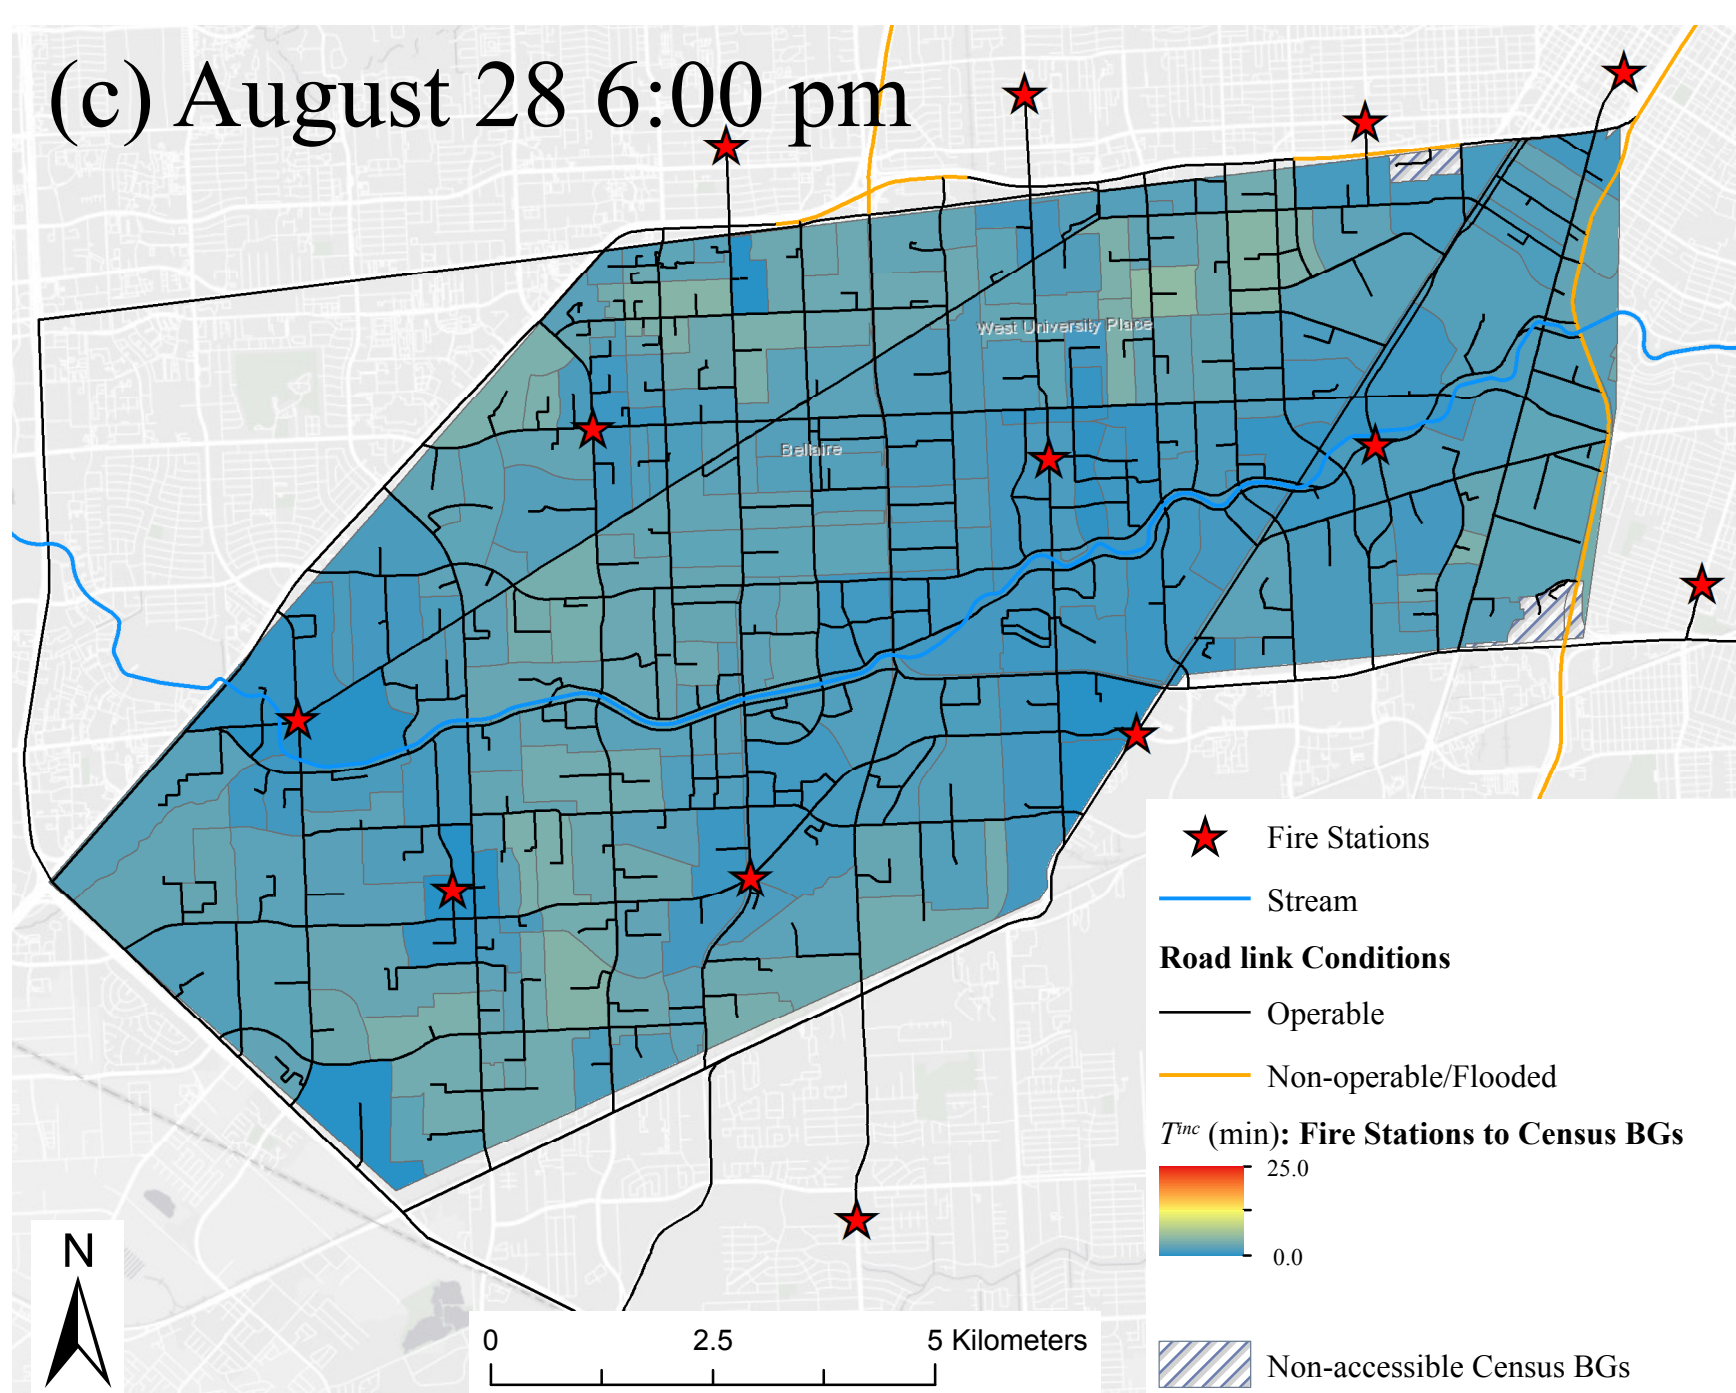 (c) August 28 6:00 pm
West University Place
Bellaire
Fire Stations
Stream
Road link Conditions
Operable
Non-operable/Flooded
Tinc (min): Fire Stations to Census BGs
25.0
0.0
Non-accessible Census BGs
N
0 2.5 5 Kilometers